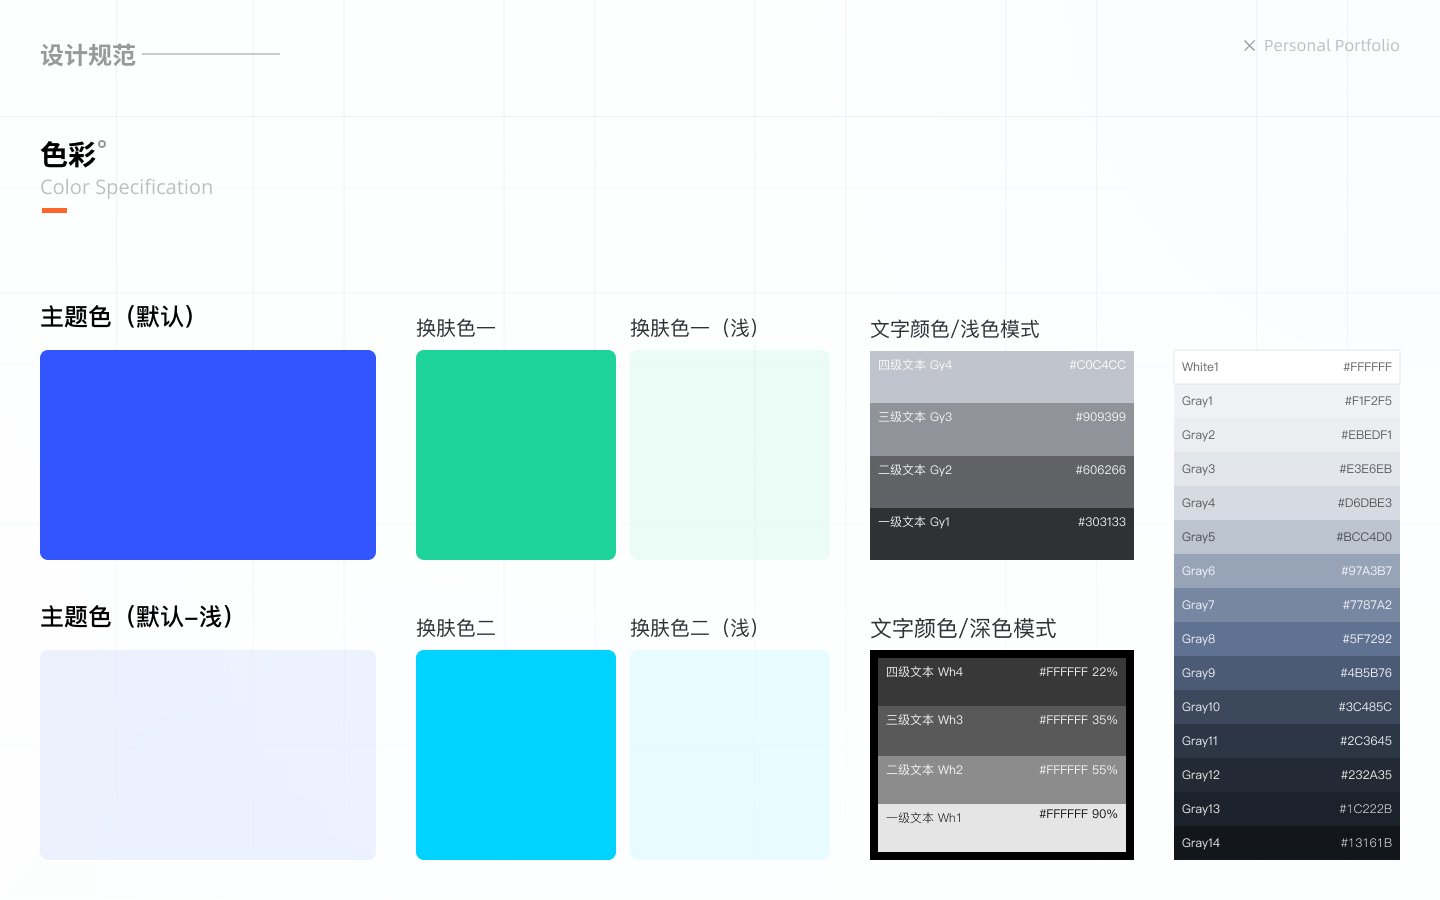 设计规范
× Personal Portfolio
色彩°
Color Specification
主题色（默认）
换肤色一
换肤色一（浅）
文字颜色/浅色模式
四级文本 Gy4 #C0C4CC
三级文本 Gy3 #909399
二级文本 Gy2 #606266
一级文本 Gy1 #303133
主题色（默认–浅）
换肤色二
换肤色二（浅）
文字颜色/深色模式
四级文本 Wh4 #FFFFFF 22%
三级文本 Wh3 #FFFFFF 35%
二级文本 Wh2 #FFFFFF 55%
一级文本 Wh1 #FFFFFF 90%
White1 #FFFFFF
Gray1 #F1F2F5
Gray2 #EBEDF1
Gray3 #E3E6EB
Gray4 #D6DBE3
Gray5 #BCC4D0
Gray6 #97A3B7
Gray7 #7787A2
Gray8 #5F7292
Gray9 #4B5B76
Gray10 #3C485C
Gray11 #2C3645
Gray12 #232A35
Gray13 #1C222B
Gray14 #13161B